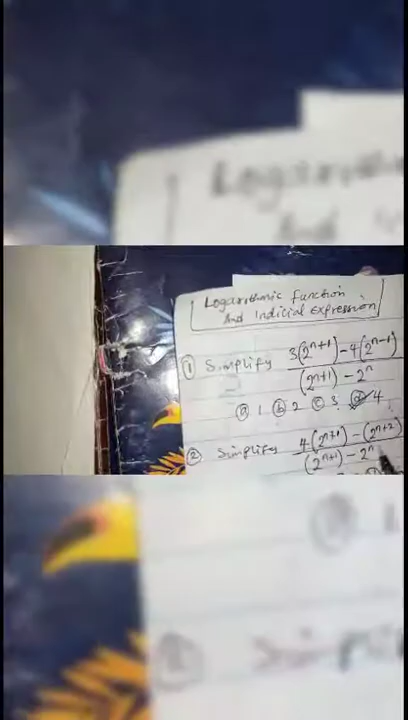 Logarithmic function
And Indicial Expression
① Simplify 3(2ⁿ⁺¹) – 4(2ⁿ⁻¹) / (2ⁿ⁺¹) – 2ⁿ
ⓐ 1 ⓑ 2 ⓒ 3 ⓓ 4
② Simplify 4(2ⁿ⁺¹) – (2ⁿ⁺²) / (2ⁿ⁺¹) – 2ⁿ